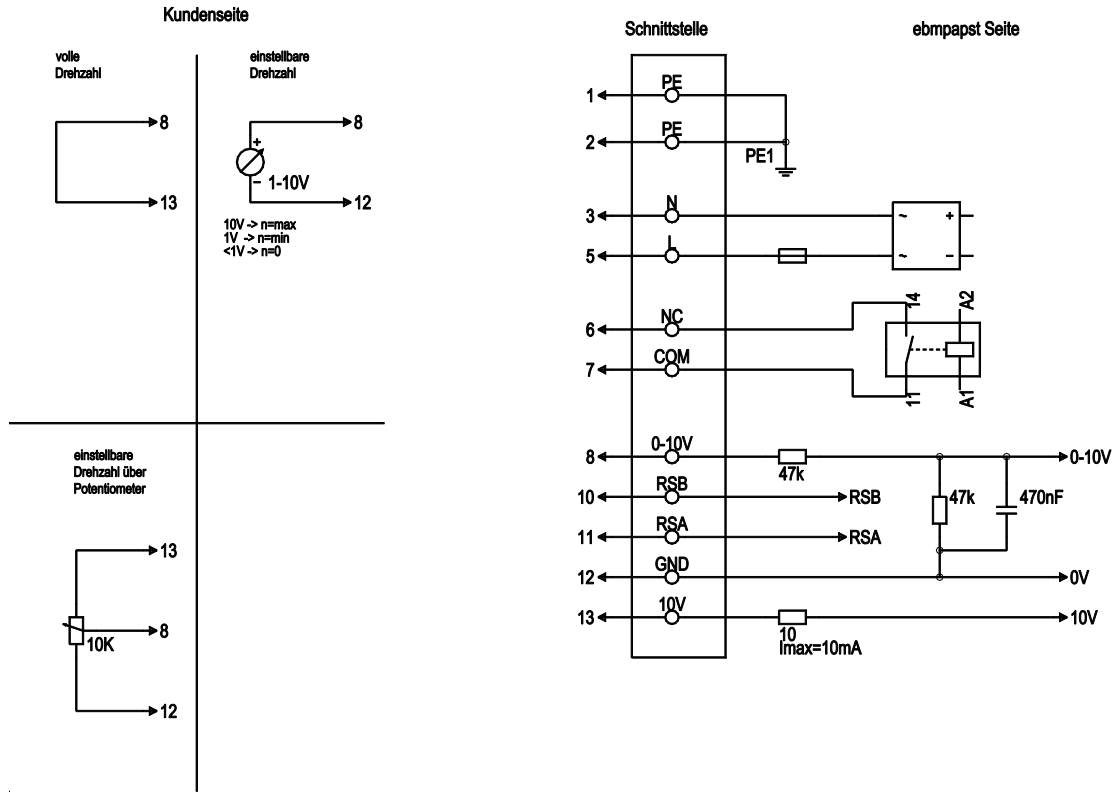 Kundenseite
volle
Drehzahl
8
13
einstellbare
Drehzahl
8
+
−
1-10V
12
10V -> n=max
1V -> n=min
<1V -> n=0
einstellbare
Drehzahl über
Potentiometer
13
8
10K
12
Schnittstelle
ebmpapst Seite
1
PE
2
PE
PE1
3
N
~
+
5
L
~
−
6
NC
14
A2
7
COM
11
A1
8
0-10V
47k
0-10V
10
RSB
RSB
47k
470nF
11
RSA
RSA
12
GND
0V
13
10V
10
Imax=10mA
10V